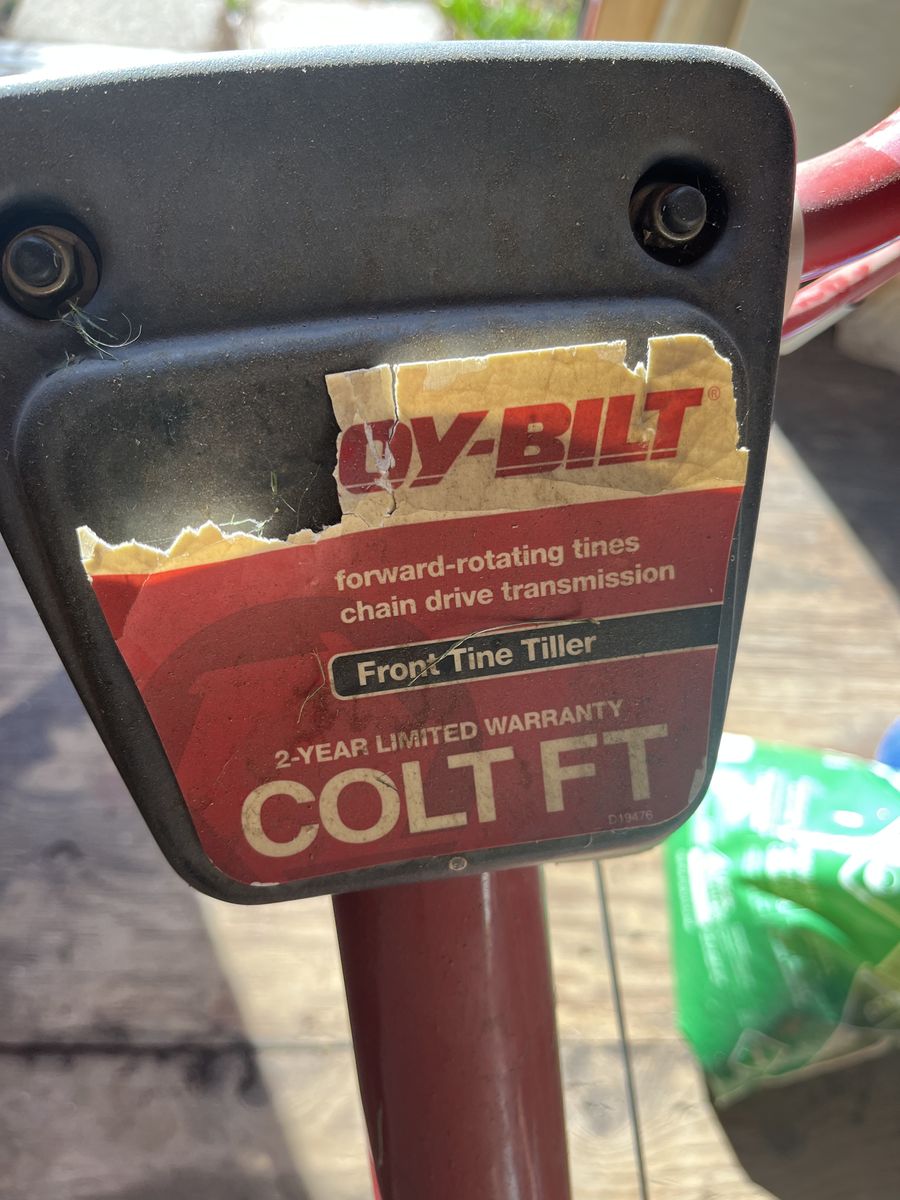 OY-BILT®
forward-rotating tines
chain drive transmission
Front Tine Tiller
2-YEAR LIMITED WARRANTY
COLT FT
D19476